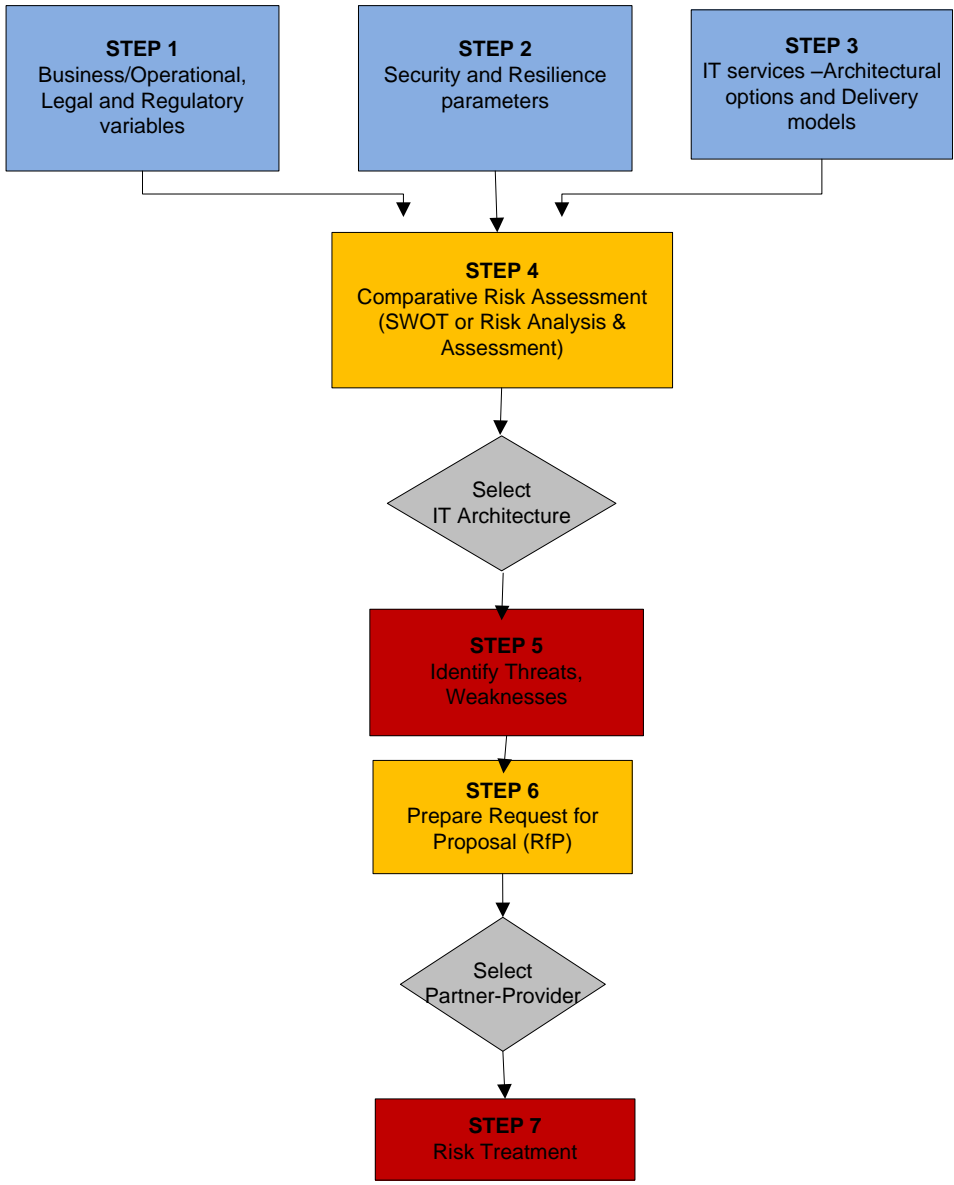 STEP 1
Business/Operational,
Legal and Regulatory
variables
STEP 2
Security and Resilience
parameters
STEP 3
IT services –Architectural
options and Delivery
models
STEP 4
Comparative Risk Assessment
(SWOT or Risk Analysis &
Assessment)
Select
IT Architecture
STEP 5
Identify Threats,
Weaknesses
STEP 6
Prepare Request for
Proposal (RfP)
Select
Partner-Provider
STEP 7
Risk Treatment